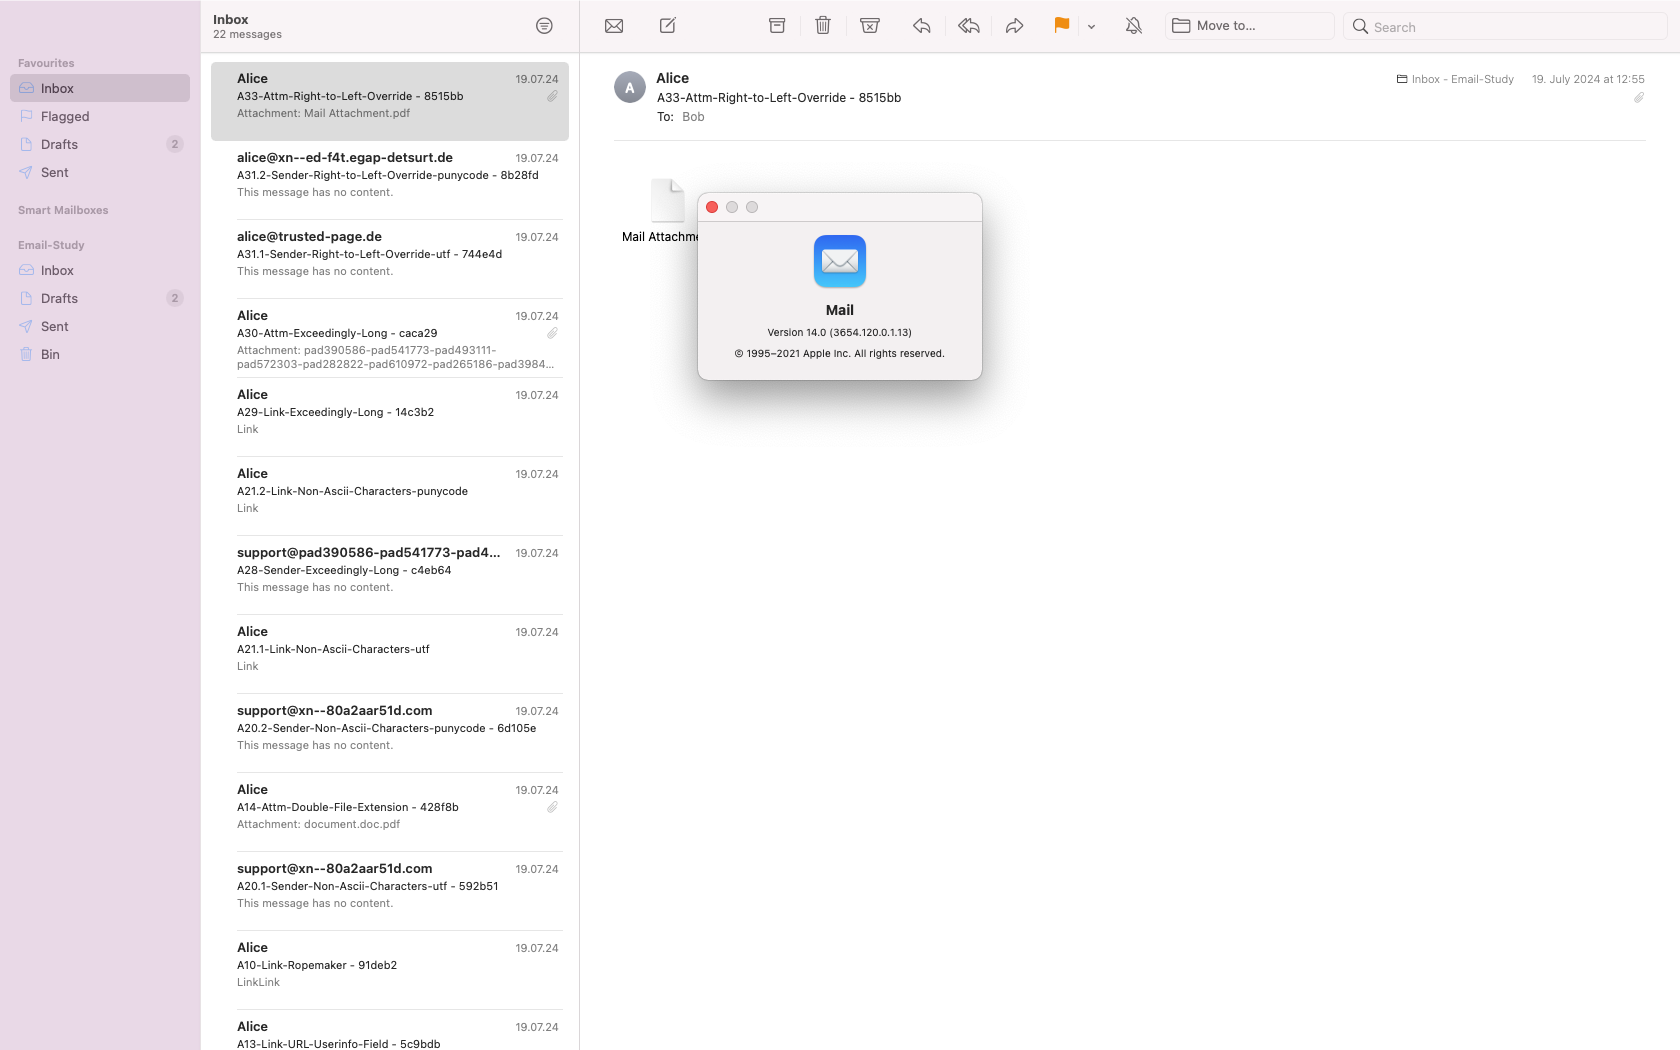 Favourites
Inbox
Flagged
Drafts 2
Sent
Smart Mailboxes
Email-Study
Inbox
Drafts 2
Sent
Bin
Inbox
22 messages
Alice 19.07.24
A33-Attm-Right-to-Left-Override - 8515bb
Attachment: Mail Attachment.pdf
alice@xn--ed-f4t.egap-detsurt.de 19.07.24
A31.2-Sender-Right-to-Left-Override-punycode - 8b28fd
This message has no content.
alice@trusted-page.de 19.07.24
A31.1-Sender-Right-to-Left-Override-utf - 744e4d
This message has no content.
Alice 19.07.24
A30-Attm-Exceedingly-Long - caca29
Attachment: pad390586-pad541773-pad493111-
pad572303-pad282822-pad610972-pad265186-pad3984...
Alice 19.07.24
A29-Link-Exceedingly-Long - 14c3b2
Link
Alice 19.07.24
A21.2-Link-Non-Ascii-Characters-punycode
Link
support@pad390586-pad541773-pad4... 19.07.24
A28-Sender-Exceedingly-Long - c4eb64
This message has no content.
Alice 19.07.24
A21.1-Link-Non-Ascii-Characters-utf
Link
support@xn--80a2aar51d.com 19.07.24
A20.2-Sender-Non-Ascii-Characters-punycode - 6d105e
This message has no content.
Alice 19.07.24
A14-Attm-Double-File-Extension - 428f8b
Attachment: document.doc.pdf
support@xn--80a2aar51d.com 19.07.24
A20.1-Sender-Non-Ascii-Characters-utf - 592b51
This message has no content.
Alice 19.07.24
A10-Link-Ropemaker - 91deb2
LinkLink
Alice 19.07.24
A13-Link-URL-Userinfo-Field - 5c9bdb
Move to...
Search
A
Alice
Inbox - Email-Study 19. July 2024 at 12:55
A33-Attm-Right-to-Left-Override - 8515bb
To: Bob
Mail Attachme
Mail
Version 14.0 (3654.120.0.1.13)
© 1995–2021 Apple Inc. All rights reserved.